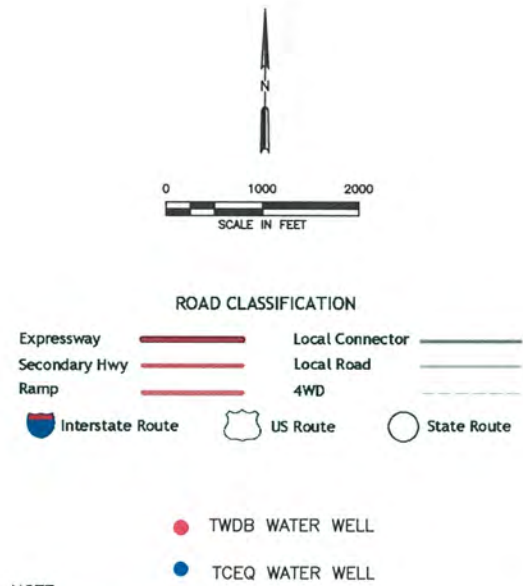 N
0 1000 2000
SCALE IN FEET
ROAD CLASSIFICATION
Expressway Local Connector
Secondary Hwy Local Road
Ramp 4WD
Interstate Route US Route State Route
TWDB WATER WELL
TCEQ WATER WELL